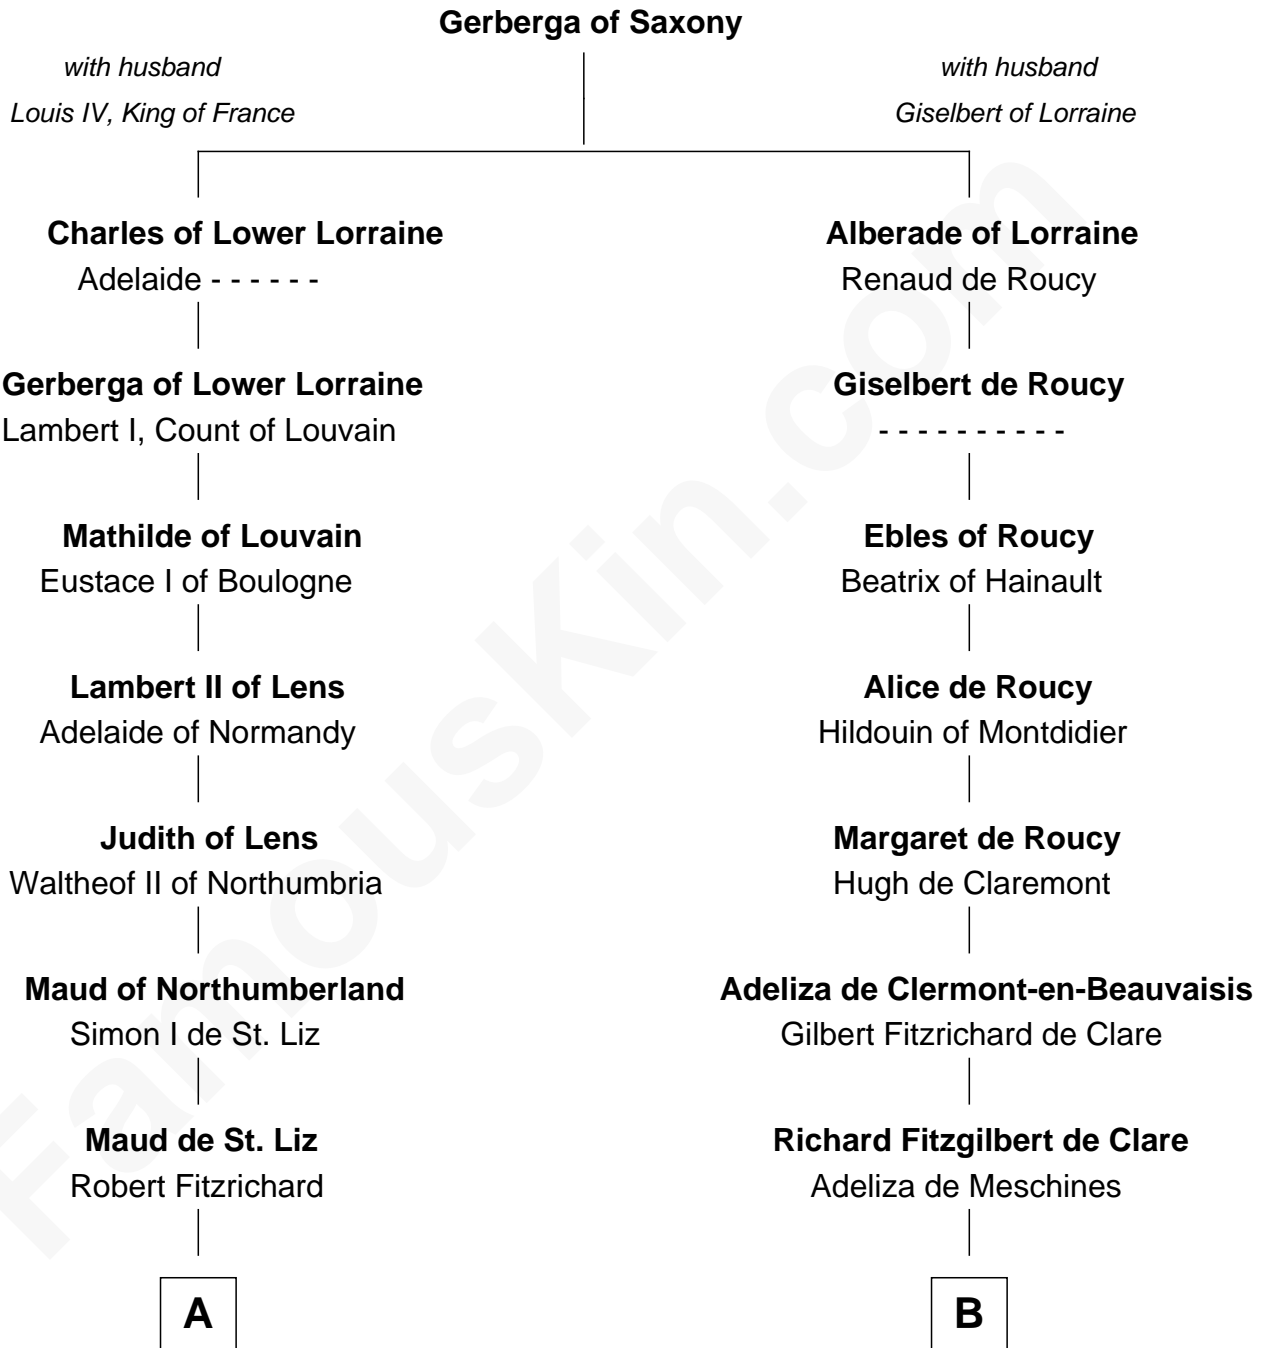 Gerberga of Saxony
with husband
Louis IV, King of France
with husband
Giselbert of Lorraine
Charles of Lower Lorraine
Adelaide - - - - - -
Alberade of Lorraine
Renaud de Roucy
Gerberga of Lower Lorraine
Lambert I, Count of Louvain
Giselbert de Roucy
- - - - - - - - - -
Mathilde of Louvain
Eustace I of Boulogne
Ebles of Roucy
Beatrix of Hainault
Lambert II of Lens
Adelaide of Normandy
Alice de Roucy
Hildouin of Montdidier
Judith of Lens
Waltheof II of Northumbria
Margaret de Roucy
Hugh de Claremont
Maud of Northumberland
Simon I de St. Liz
Adeliza de Clermont-en-Beauvaisis
Gilbert Fitzrichard de Clare
Maud de St. Liz
Robert Fitzrichard
Richard Fitzgilbert de Clare
Adeliza de Meschines
A
B
FamousKin.com